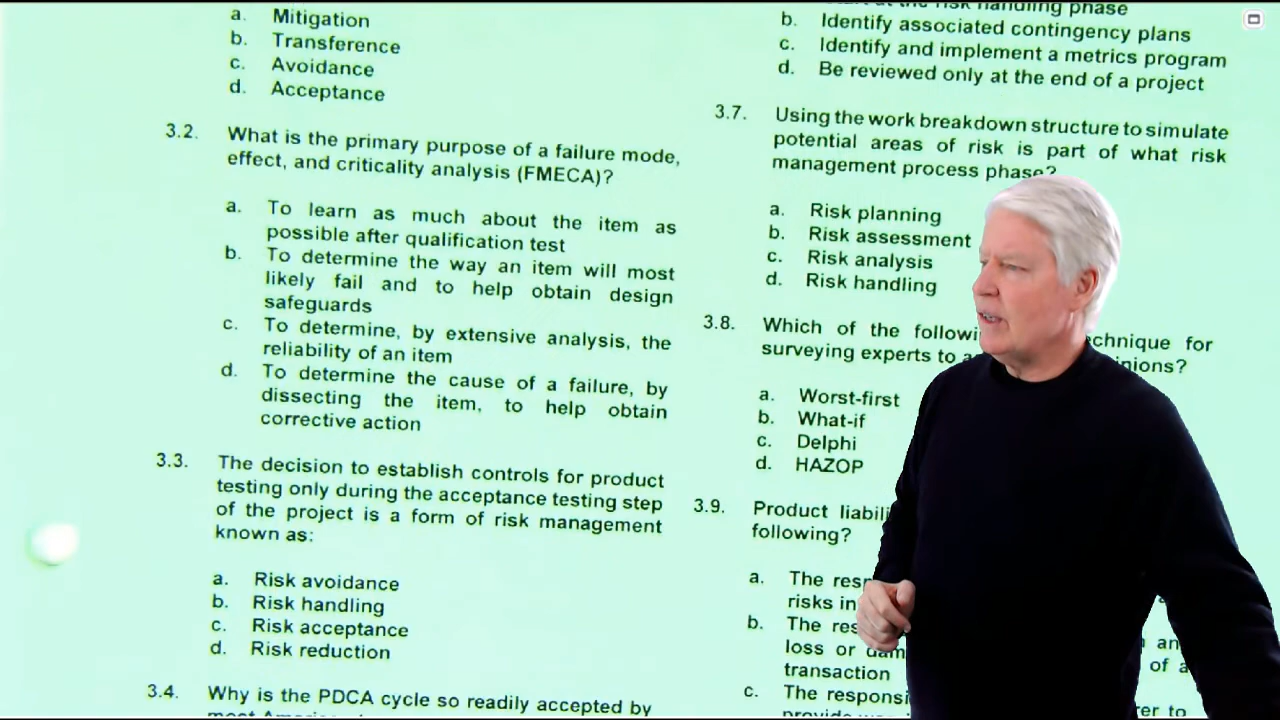 a. Mitigation
b. Transference
c. Avoidance
d. Acceptance
3.2. What is the primary purpose of a failure mode,
effect, and criticality analysis (FMECA)?
a. To learn as much about the item as
possible after qualification test
b. To determine the way an item will most
likely fail and to help obtain design
safeguards
c. To determine, by extensive analysis, the
reliability of an item
d. To determine the cause of a failure, by
dissecting the item, to help obtain
corrective action
3.3. The decision to establish controls for product
testing only during the acceptance testing step
of the project is a form of risk management
known as:
a. Risk avoidance
b. Risk handling
c. Risk acceptance
d. Risk reduction
3.4. Why is the PDCA cycle so readily accepted by
at the risk handling phase
b. Identify associated contingency plans
c. Identify and implement a metrics program
d. Be reviewed only at the end of a project
3.7. Using the work breakdown structure to simulate
potential areas of risk is part of what risk
management process phase?
a. Risk planning
b. Risk assessment
c. Risk analysis
d. Risk handling
3.8. Which of the for
surveying experts to
a. Worst-first
b. What-if
c. Delphi
d. HAZOP
3.9. Product
following?
a. The
risks in
b. The
loss or
of
transaction
c. The
to